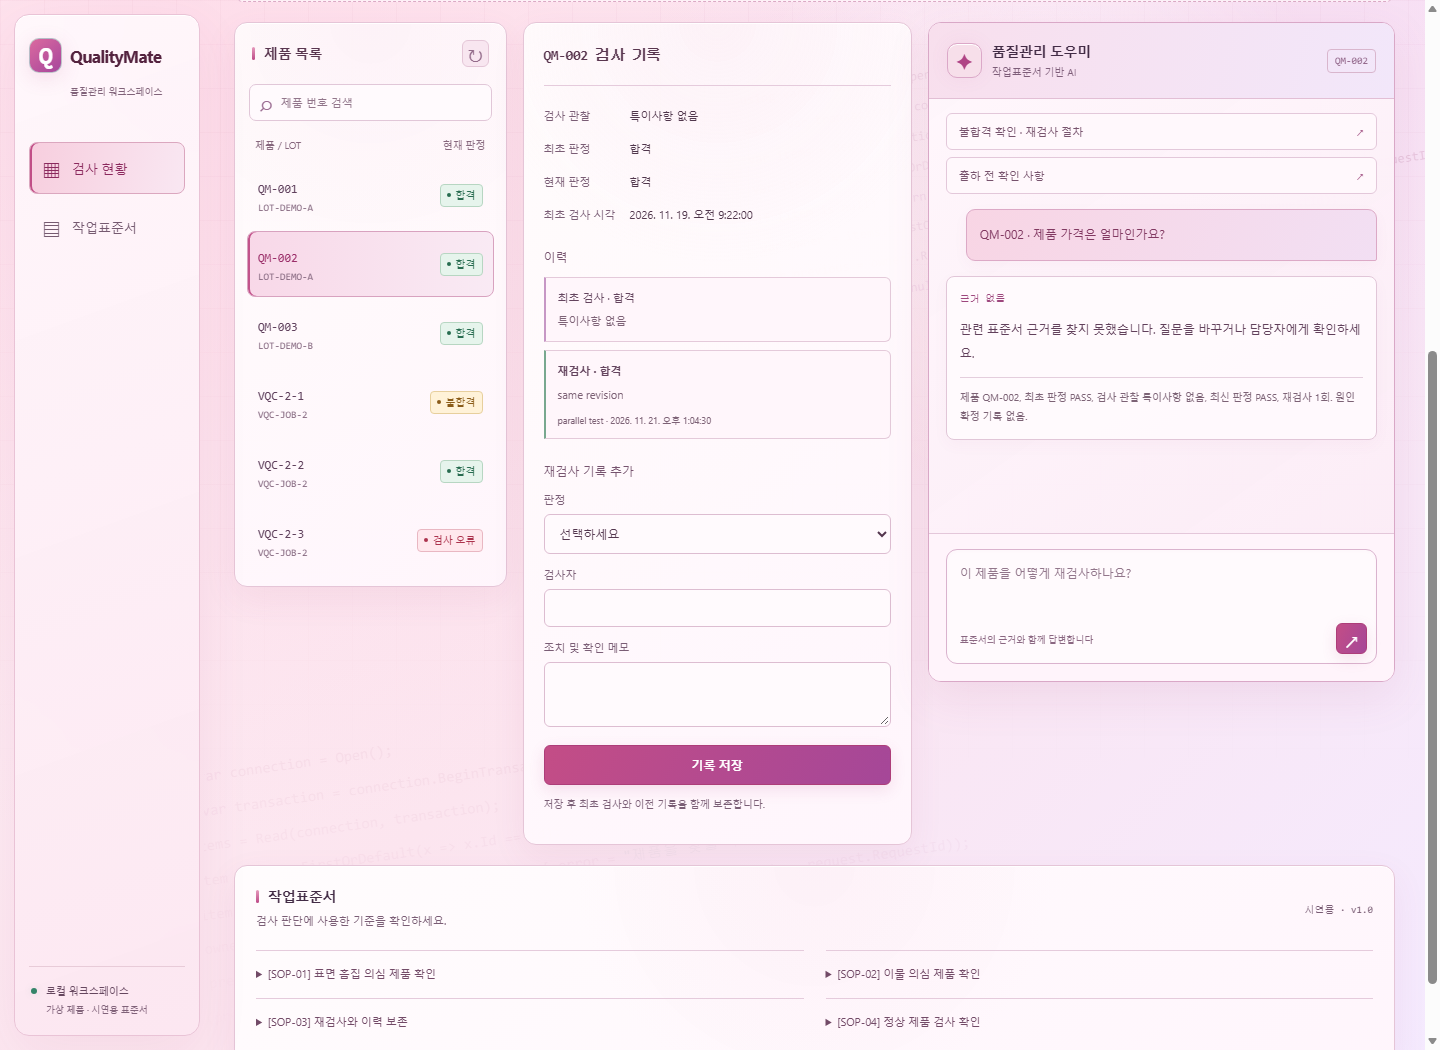 Q QualityMate
품질관리 워크스페이스
검사 현황
작업표준서
로컬 워크스페이스
가상 제품 · 시연용 표준서
제품 목록
제품 번호 검색
제품 / LOT 현재 판정
QM-001 합격
LOT-DEMO-A
QM-002 합격
LOT-DEMO-A
QM-003 합격
LOT-DEMO-B
VQC-2-1 불합격
VQC-JOB-2
VQC-2-2 합격
VQC-JOB-2
VQC-2-3 검사 오류
VQC-JOB-2
QM-002 검사 기록
검사 관찰 특이사항 없음
최초 판정 합격
현재 판정 합격
최초 검사 시각 2026. 11. 19. 오전 9:22:00
이력
최초 검사 · 합격
특이사항 없음
재검사 · 합격
same revision
parallel test · 2026. 11. 21. 오후 1:04:30
재검사 기록 추가
판정
선택하세요
검사자
조치 및 확인 메모
기록 저장
저장 후 최초 검사와 이전 기록을 함께 보존합니다.
품질관리 도우미
작업표준서 기반 AI
QM-002
불합격 확인 · 재검사 절차
출하 전 확인 사항
QM-002 · 제품 가격은 얼마인가요?
근거 없음
관련 표준서 근거를 찾지 못했습니다. 질문을 바꾸거나 담당자에게 확인하세
요.
제품 QM-002, 최초 판정 PASS, 검사 관찰 특이사항 없음, 최신 판정 PASS, 재검사 1회. 원인
확정 기록 없음.
이 제품을 어떻게 재검사하나요?
표준서의 근거와 함께 답변합니다
var connection = Open();
var transaction = connection.BeginTrans
= Read(connection, transaction);
작업표준서
검사 판단에 사용한 기준을 확인하세요.
시연용 · v1.0
[SOP-01] 표면 흠집 의심 제품 확인
[SOP-02] 이물 의심 제품 확인
[SOP-03] 재검사와 이력 보존
[SOP-04] 정상 제품 검사 확인